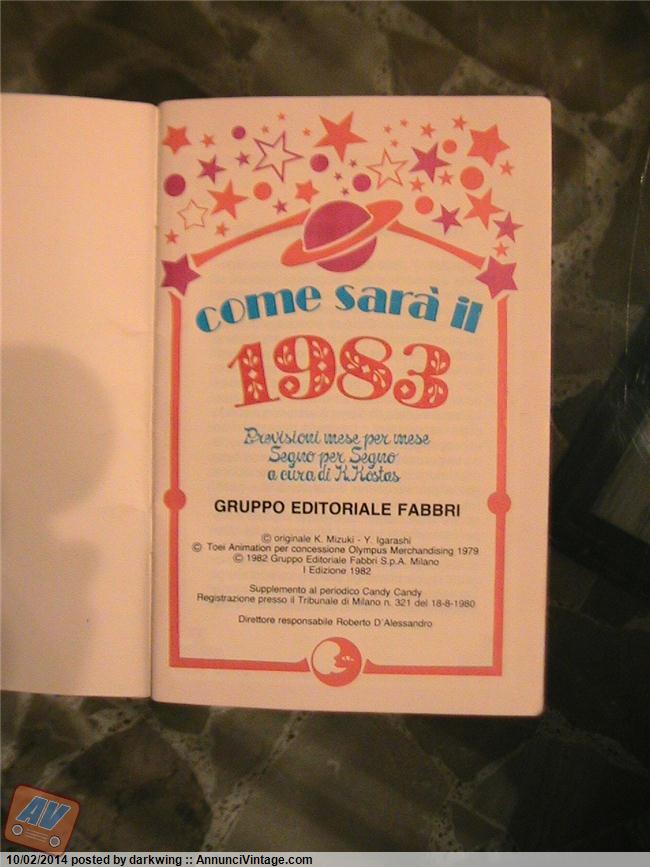 come sarà il
1983
Previsioni mese per mese
Segno per Segno
a cura di K. Kostas
GRUPPO EDITORIALE FABBRI
© originale K. Mizuki - Y. Igarashi
© Toei Animation per concessione Olympus Merchandising 1979
© 1982 Gruppo Editoriale Fabbri S.p.A. Milano
I Edizione 1982
Supplemento al periodico Candy Candy
Registrazione presso il Tribunale di Milano n. 321 del 18-8-1980
Direttore responsabile Roberto D'Alessandro
AV
10/02/2014 posted by darkwing :: AnnunciVintage.com